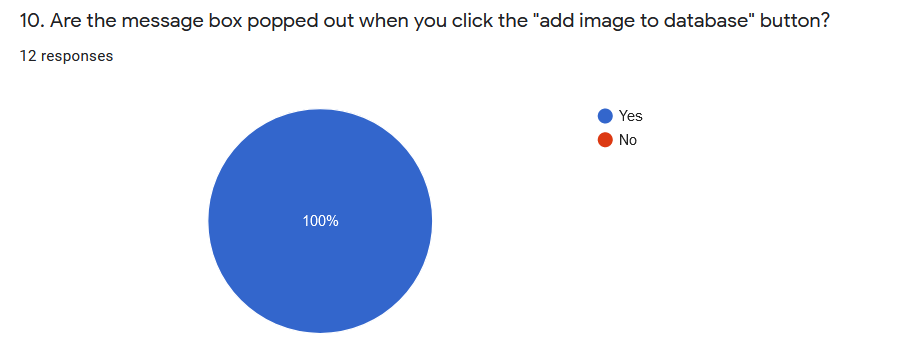 10. Are the message box popped out when you click the "add image to database" button?
12 responses
Yes
No
100%